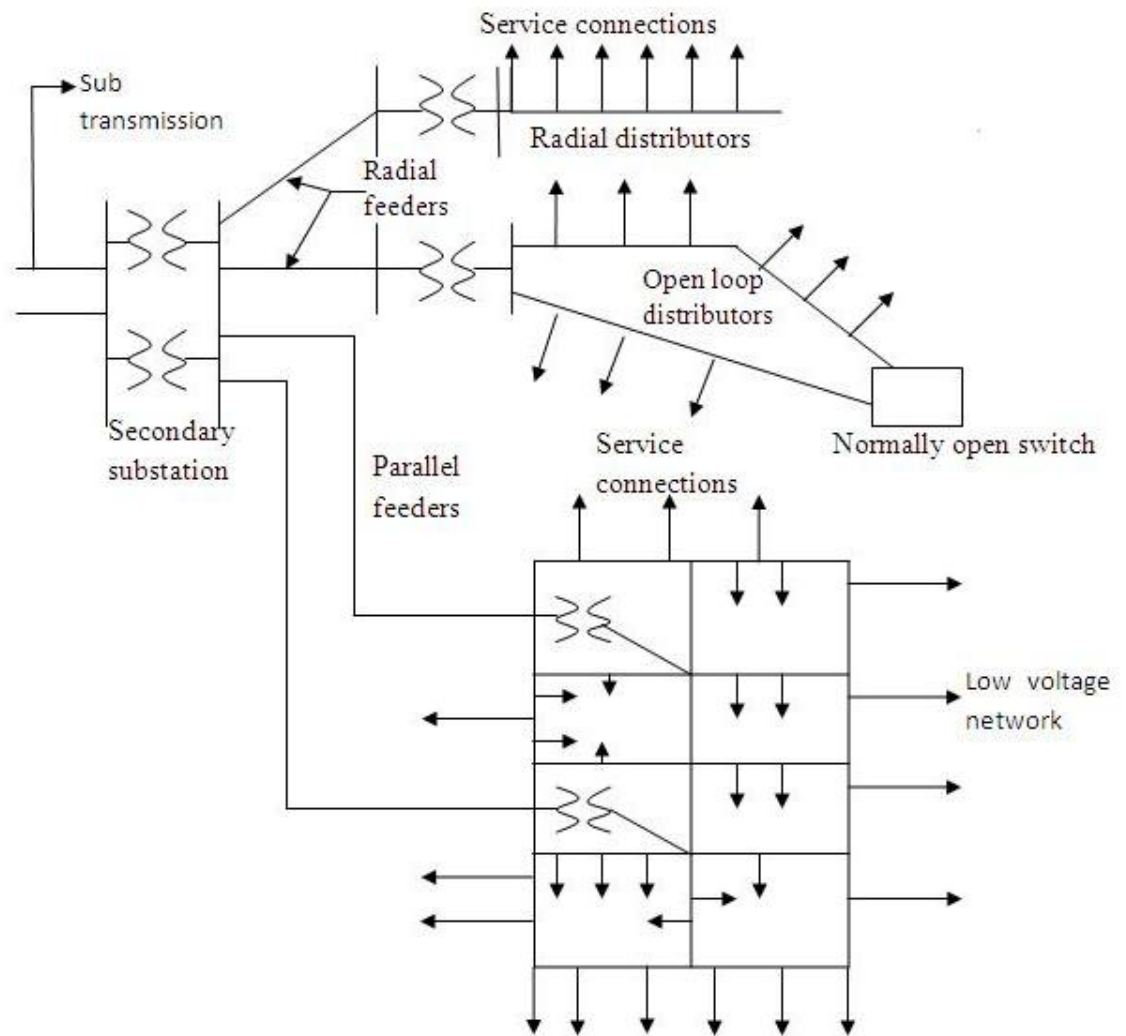 Service connections
Sub
transmission
Radial distributors
Radial
feeders
Open loop
distributors
Secondary
substation
Service
connections
Normally open switch
Parallel
feeders
Low voltage
network